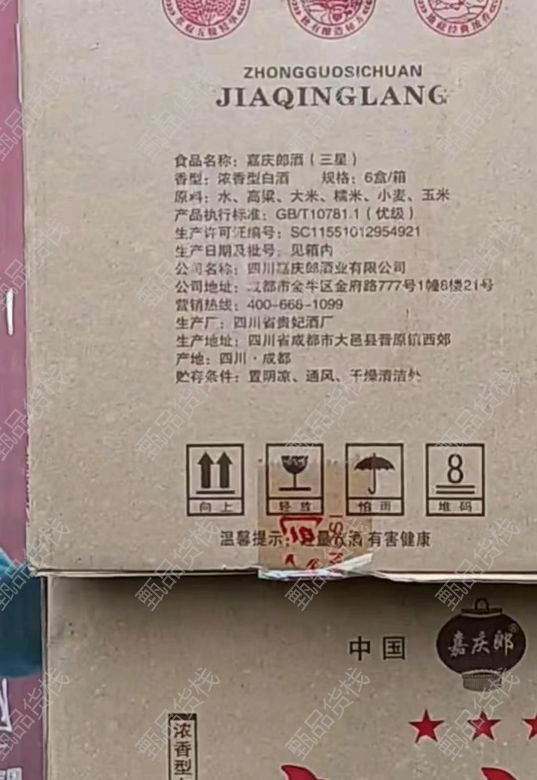 ZHONGGUOSICHUAN
JIAQINGLANG
食品名称：嘉庆郎酒（三星）
香型：浓香型白酒 规格：6盒/箱
原料：水、高粱、大米、糯米、小麦、玉米
产品执行标准：GB/T10781.1（优级）
生产许可证编号：SC11551012954921
生产日期及批号：见箱内
公司名称：四川嘉庆郎酒业有限公司
公司地址：成都市金牛区金府路777号1幢8楼21号
营销热线：400-668-1099
生产厂：四川省贵妃酒厂
生产地址：四川省成都市大邑县晋原镇西郊
产地：四川·成都
贮存条件：置阴凉、通风、干燥清洁处
8
向上 轻放 怕雨 堆码
温馨提示：过量饮酒 有害健康
中国
嘉庆郎®
浓香型
甄品货栈